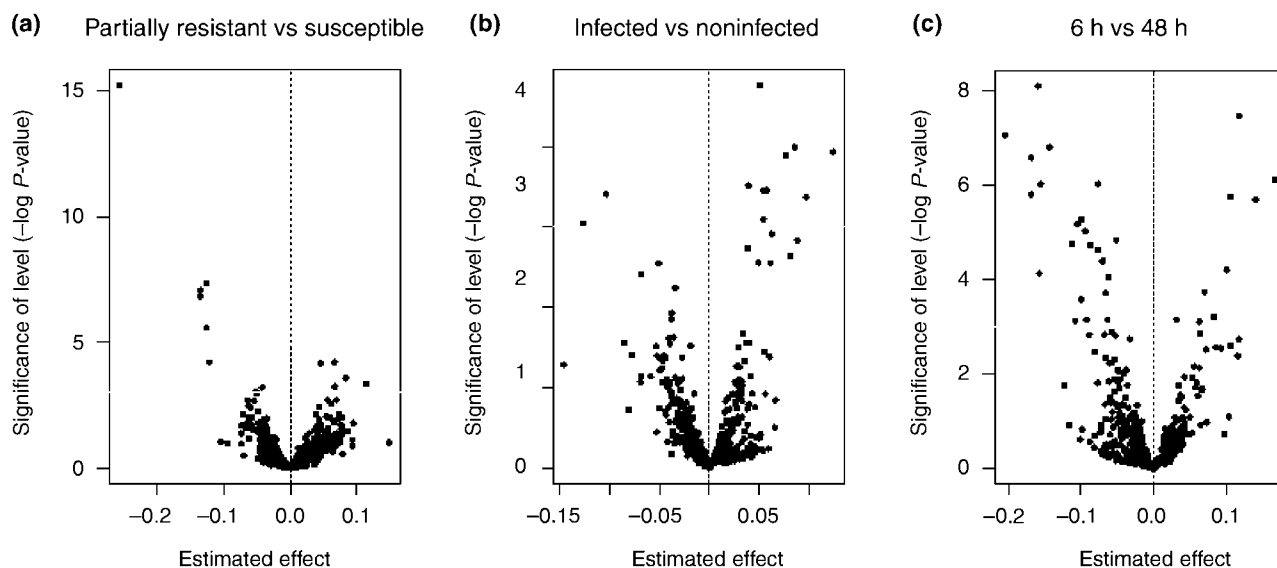 (a) Partially resistant vs susceptible
Significance of level (–log P-value)
15
10
5
0
–0.2 –0.1 0.0 0.1
Estimated effect
(b) Infected vs noninfected
Significance of level (–log P-value)
4
3
2
1
0
–0.15 –0.05 0.05
Estimated effect
(c) 6 h vs 48 h
Significance of level (–log P-value)
8
6
4
2
0
–0.2 –0.1 0.0 0.1
Estimated effect